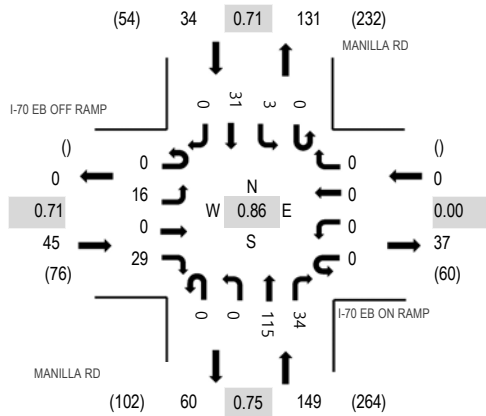 (54) 34 0.71 131 (232)
MANILLA RD
I-70 EB OFF RAMP
0 31 3 0
() ()
0 0 0 0
16 0
N
0.71 W 0.86 E 0.00
0 0
S
45 37
29 0
(76) (60)
0 0 115 34
I-70 EB ON RAMP
MANILLA RD
(102) 60 0.75 149 (264)